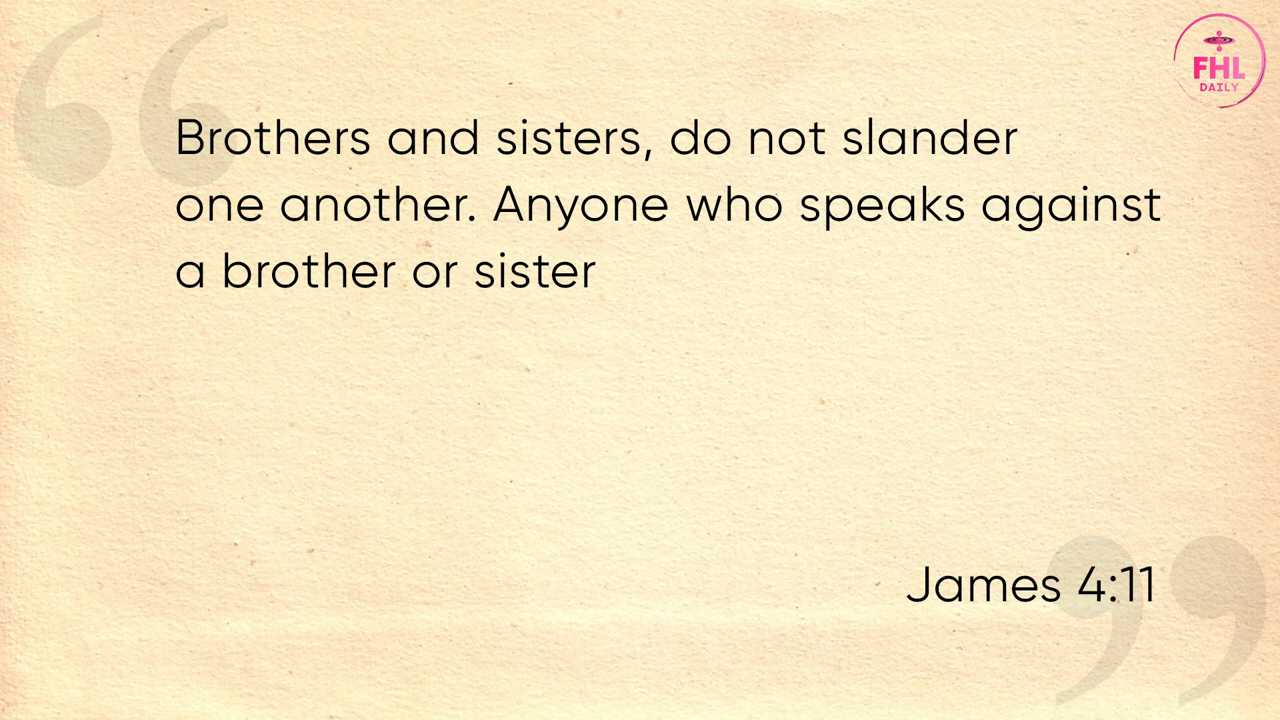 FHL
DAILY
Brothers and sisters, do not slander
one another. Anyone who speaks against
a brother or sister
James 4:11